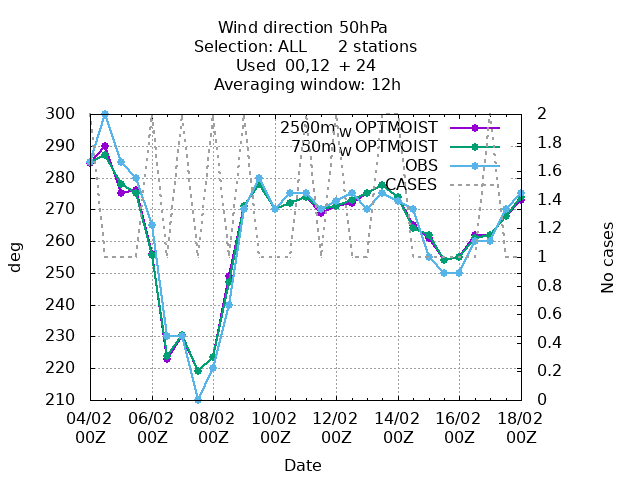 Wind direction 50hPa
Selection: ALL 2 stations
Used 00,12 + 24
Averaging window: 12h
2500m W OPTMOIST
750m W OPTMOIST
OBS
CASES
300
290
280
270
260
250
240
230
220
210
deg
2
1.8
1.6
1.4
1.2
1
0.8
0.6
0.4
0.2
0
No cases
04/02 06/02 08/02 10/02 12/02 14/02 16/02 18/02
00Z 00Z 00Z 00Z 00Z 00Z 00Z 00Z
Date